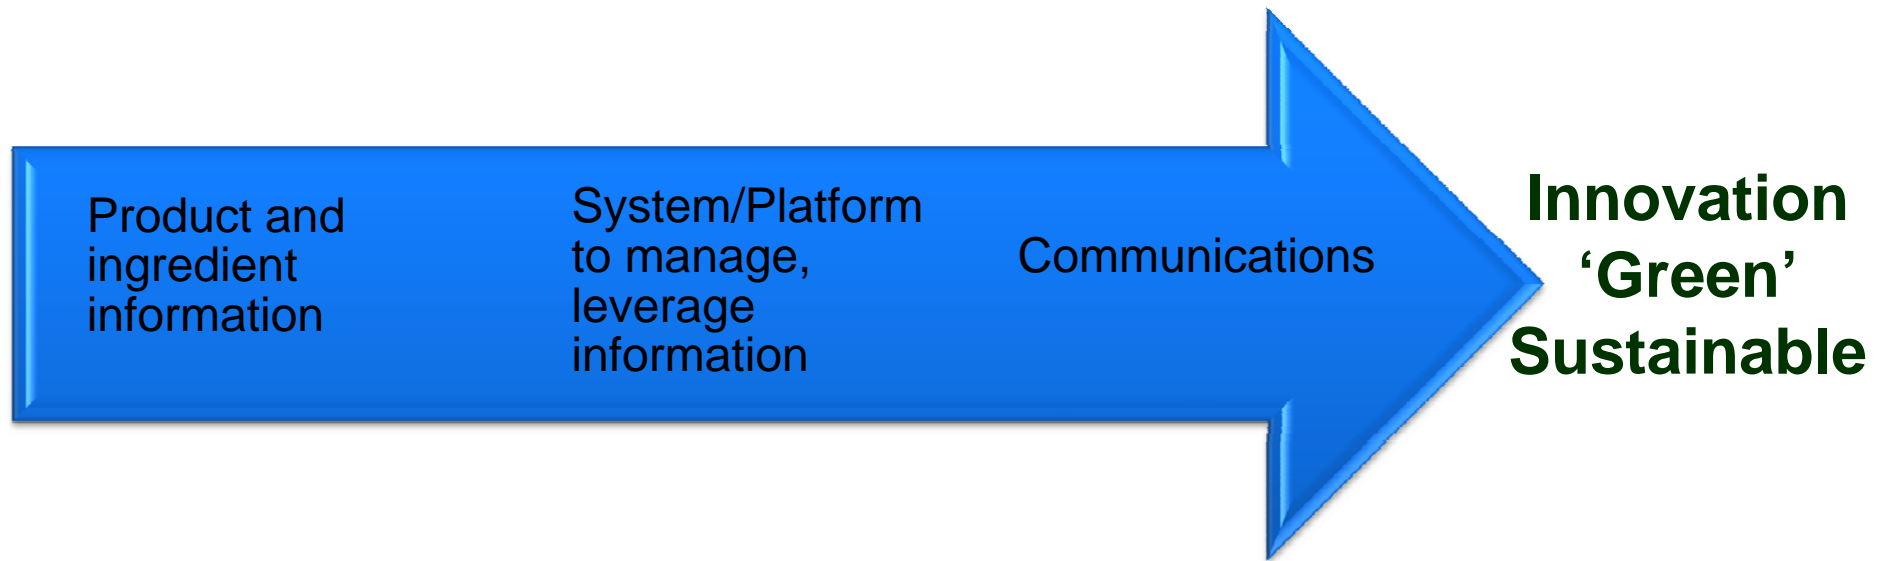 Product and
ingredient
information
System/Platform
to manage,
leverage
information
Communications
Innovation
‘Green’
Sustainable